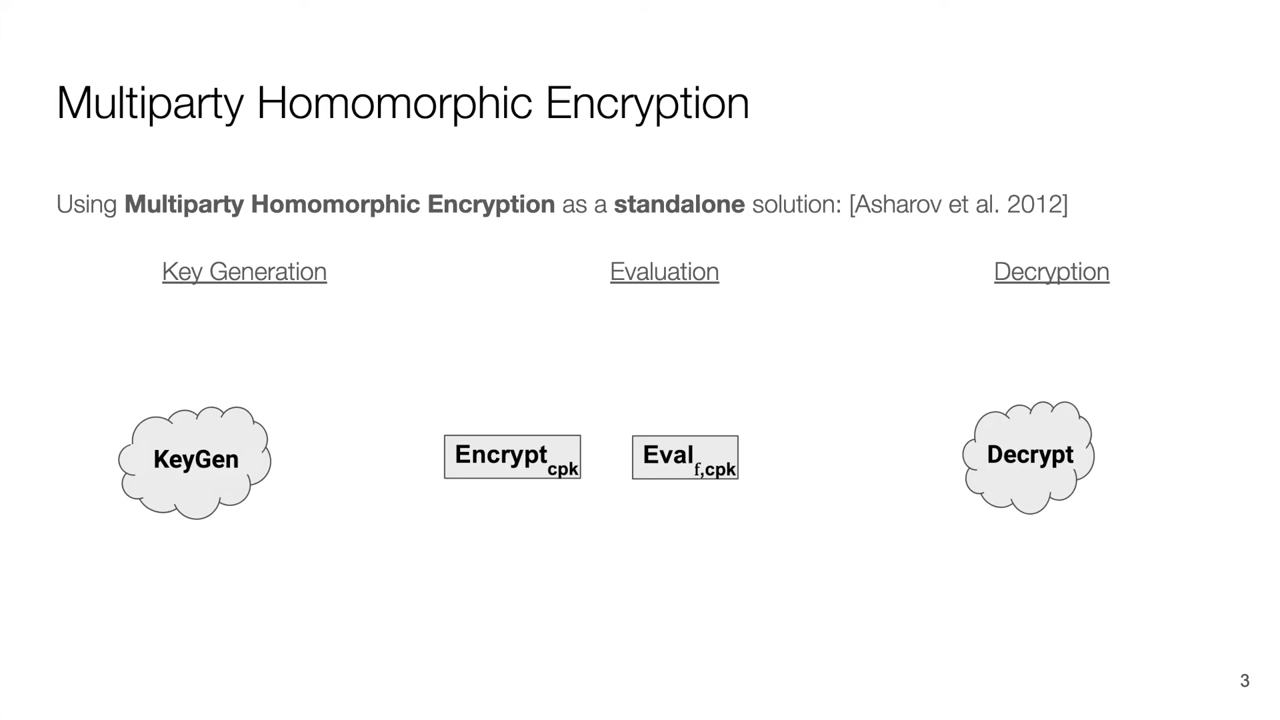 Multiparty Homomorphic Encryption
Using Multiparty Homomorphic Encryption as a standalone solution: [Asharov et al. 2012]
Key Generation
Evaluation
Decryption
KeyGen
Encrypt cpk
Eval f,cpk
Decrypt
3